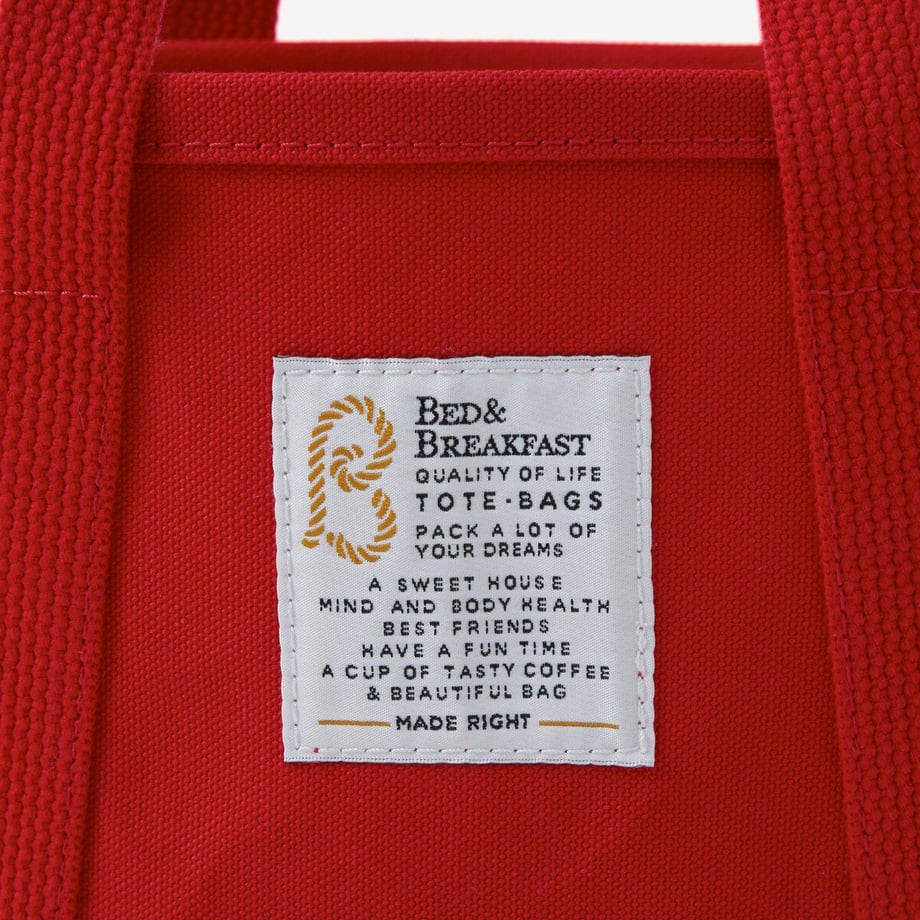 BED&
BREAKFAST
QUALITY OF LIFE
TOTE-BAGS
PACK A LOT OF
YOUR DREAMS
A SWEET HOUSE
MIND AND BODY HEALTH
BEST FRIENDS
HAVE A FUN TIME
A CUP OF TASTY COFFEE
& BEAUTIFUL BAG
MADE RIGHT